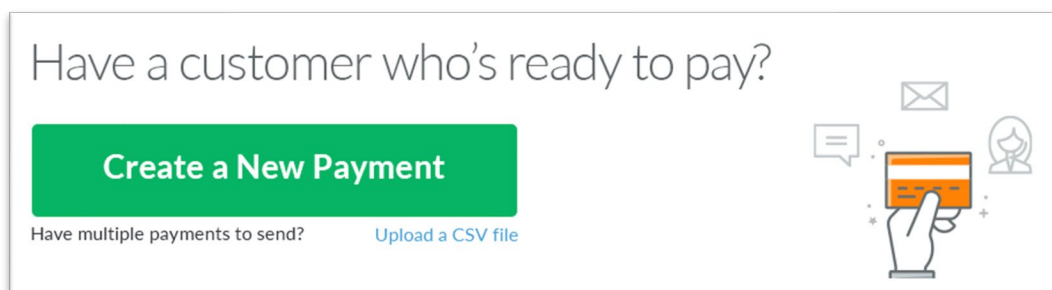 Have a customer who's ready to pay?
Create a New Payment
Have multiple payments to send? Upload a CSV file